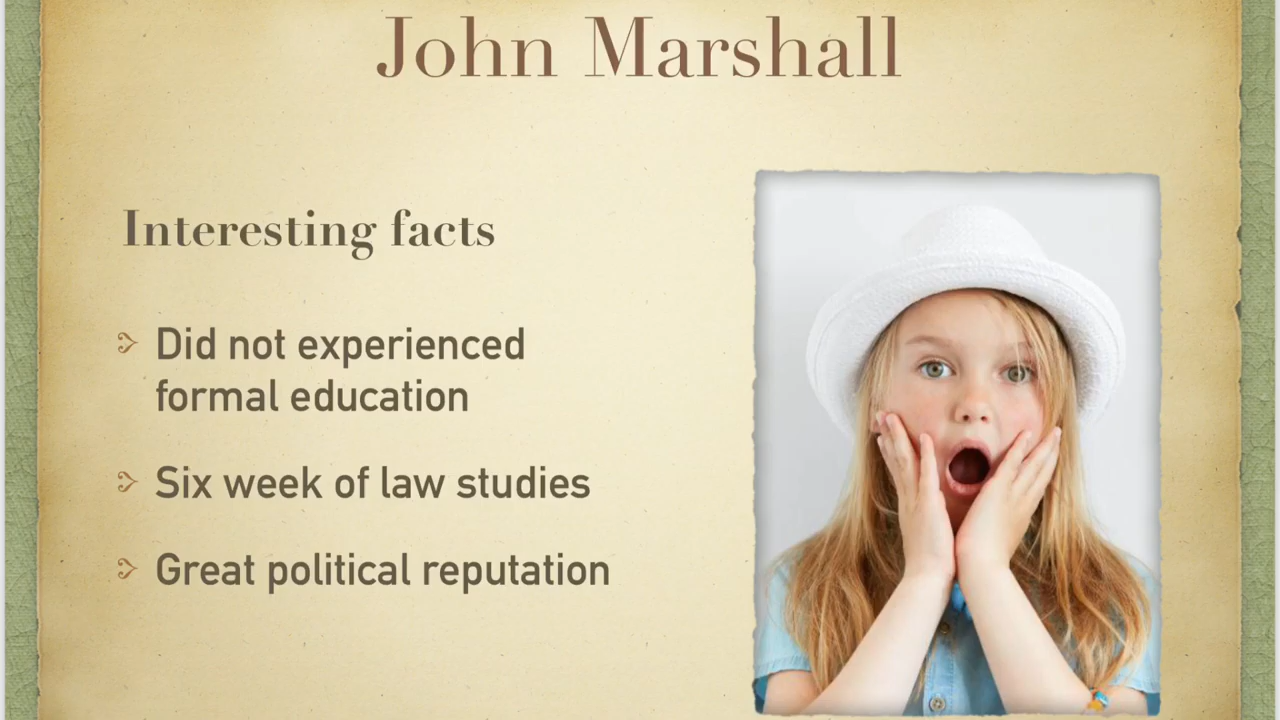 John Marshall
Interesting facts
Did not experienced
formal education
Six week of law studies
Great political reputation